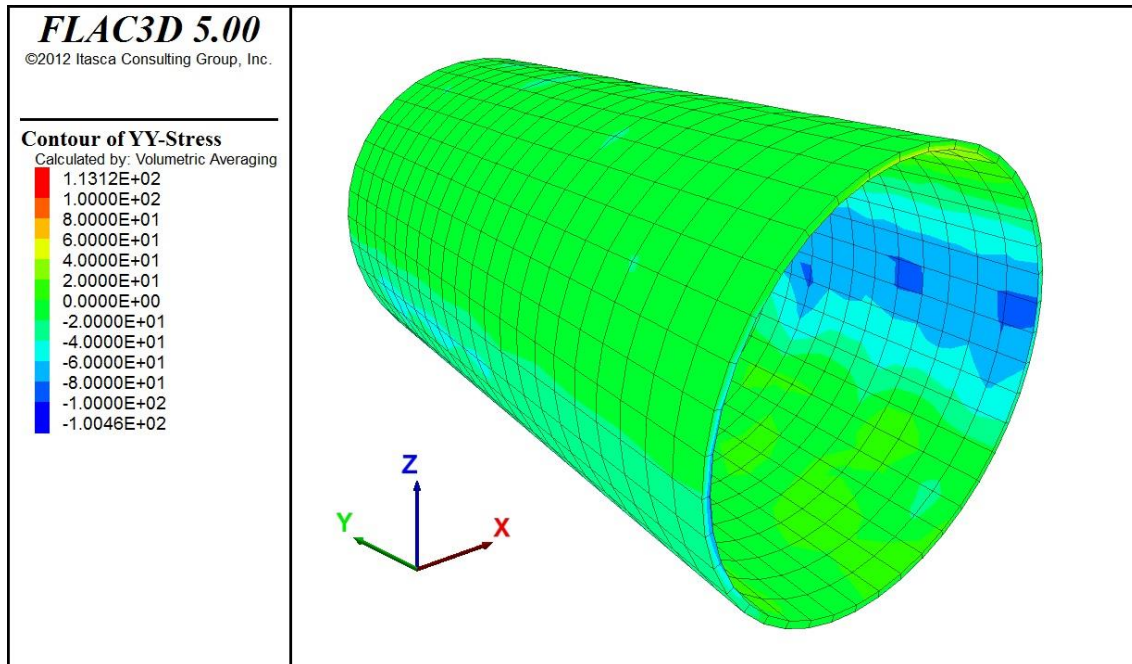 FLAC3D 5.00
©2012 Itasca Consulting Group, Inc.
Contour of YY-Stress
Calculated by: Volumetric Averaging
1.1312E+02
1.0000E+02
8.0000E+01
6.0000E+01
4.0000E+01
2.0000E+01
0.0000E+00
-2.0000E+01
-4.0000E+01
-6.0000E+01
-8.0000E+01
-1.0000E+02
-1.0046E+02
Z
Y
X